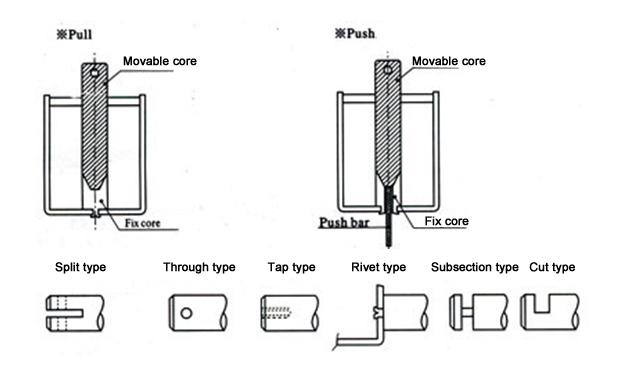 ※Pull
※Push
Movable core
Movable core
Fix core
Push bar
Fix core
Split type
Through type
Tap type
Rivet type
Subsection type
Cut type